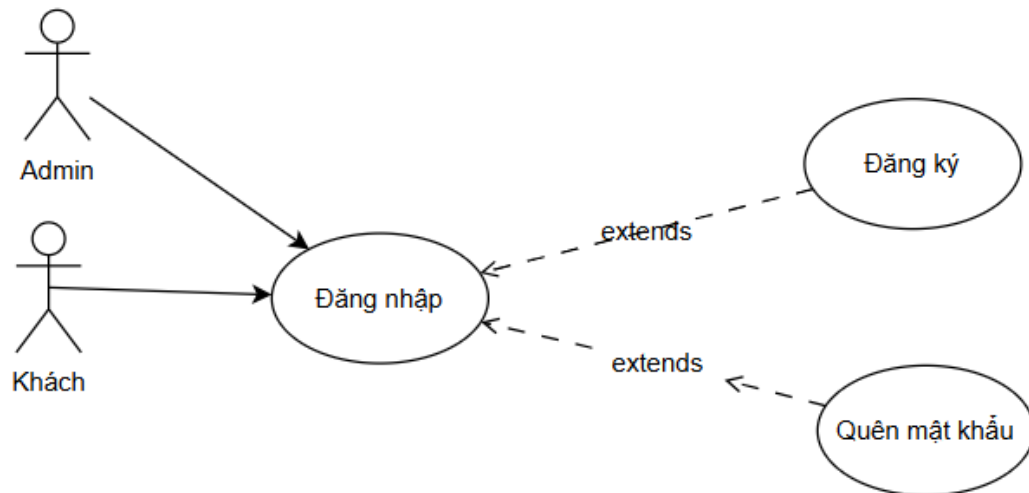 Admin
Đăng ký
extends
Đăng nhập
Khách
extends
Quên mật khẩu